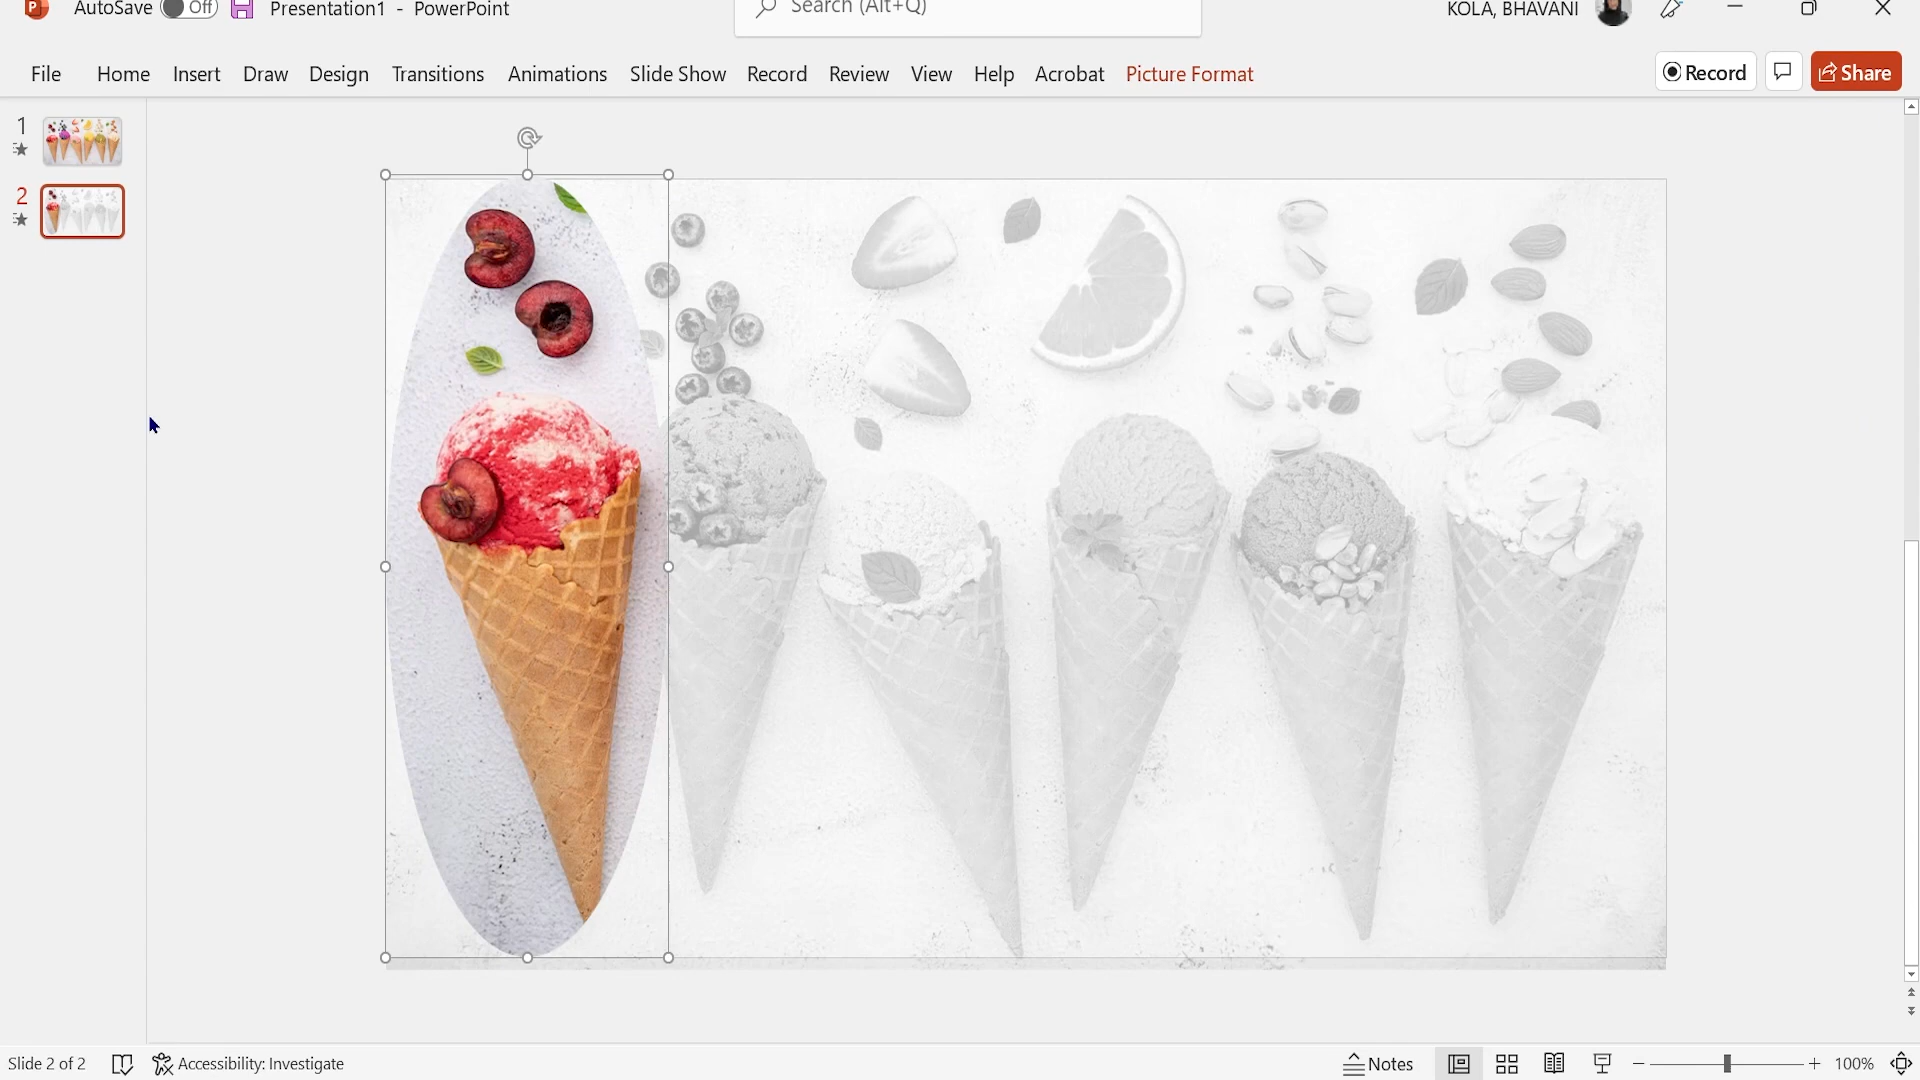 AutoSave Off Presentation1 - PowerPoint Search (Alt+Q) KOLA, BHAVANI
File Home Insert Draw Design Transitions Animations Slide Show Record Review View Help Acrobat Picture Format Record Share
1
2
Slide 2 of 2 Accessibility: Investigate Notes 100%